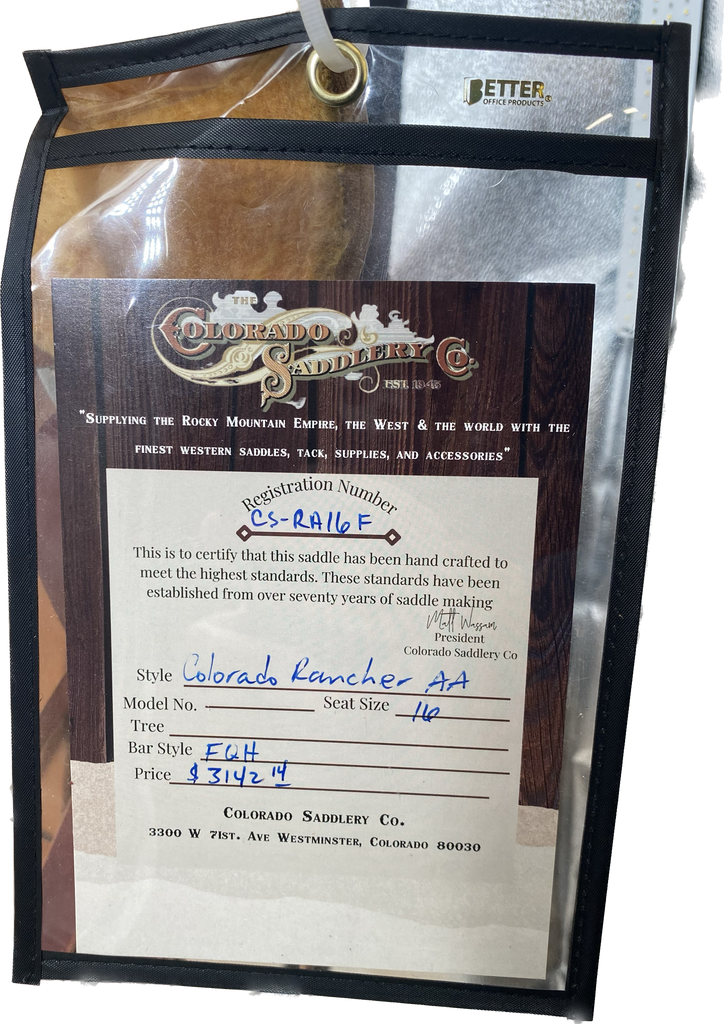 BETTER
OFFICE PRODUCTS
THE
COLORADO
SADDLERY CO.
EST. 1945
"SUPPLYING THE ROCKY MOUNTAIN EMPIRE, THE WEST & THE WORLD WITH THE
FINEST WESTERN SADDLES, TACK, SUPPLIES, AND ACCESSORIES"
Registration Number
CS-RA16F
This is to certify that this saddle has been hand crafted to
meet the highest standards. These standards have been
established from over seventy years of saddle making
Matt Wassam
President
Colorado Saddlery Co
Style Colorado Rancher AA
Model No. Seat Size 16
Tree
Bar Style FQH
Price $3142 14
COLORADO SADDLERY CO.
3300 W 71ST. AVE WESTMINSTER, COLORADO 80030